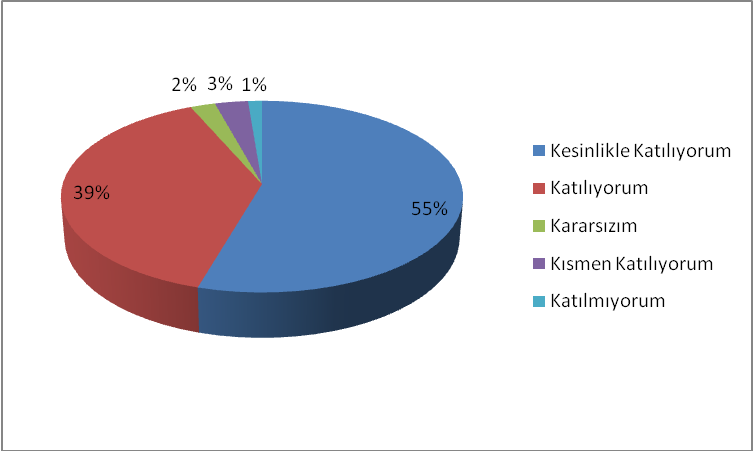 2%
3%
1%
39%
55%
Kesinlikle Katılıyorum
Katılıyorum
Kararsızım
Kısmen Katılıyorum
Katılmıyorum